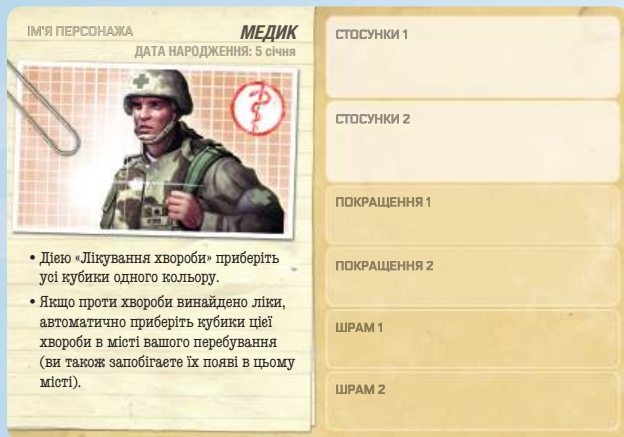 ІМ'Я ПЕРСОНАЖА
МЕДИК
ДАТА НАРОДЖЕННЯ: 5 січня
• Дією «Лікування хвороби» приберіть
усі кубики одного кольору.
• Якщо проти хвороби винайдено ліки,
автоматично приберіть кубики цієї
хвороби в місті вашого перебування
(ви також запобігаєте їх появі в цьому
місті).
СТОСУНКИ 1
СТОСУНКИ 2
ПОКРАЩЕННЯ 1
ПОКРАЩЕННЯ 2
ШРАМ 1
ШРАМ 2